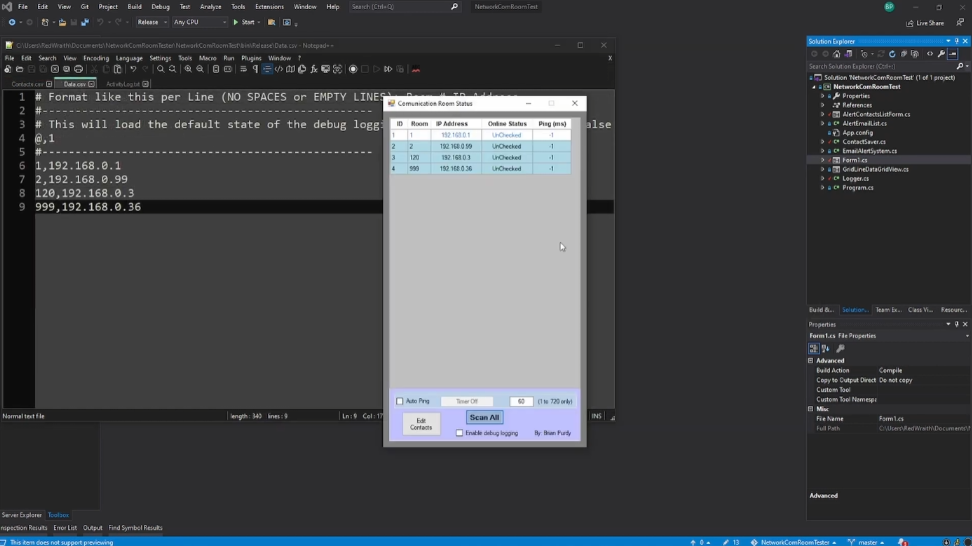 File Edit View Git Project Build Debug Test Analyze Tools Extensions Window Help Search (Ctrl+Q) NetworkComRoomTest BP
Release Any CPU Start Live Share
C:\Users\RedWraith\Documents\NetworkComRoomTester\NetworkComRoomTest\bin\Release\Data.csv - Notepad++
File Edit Search View Encoding Language Settings Tools Macro Run Plugins Window ?
Contacts.csv Data.csv ActivityList
1 # Format like this per Line (NO SPACES or EMPTY LINES): Room #,IP Address
2 #---------------------------------------------------
3 # This will load the default state of the debug loggi alse
4 @,1
5 #---------------------------------------------------
6 1,192.168.0.1
7 2,192.168.0.99
8 120,192.168.0.3
9 999,192.168.0.36
Normal text file length: 340 lines: 9 Ln: 9 Col: 17 INS
Comunication Room Status
ID Room IP Address Online Status Ping (ms)
1 1 192.168.0.1 UnChecked -1
2 2 192.168.0.99 UnChecked -1
3 120 192.168.0.3 UnChecked -1
4 999 192.168.0.36 UnChecked -1
Auto Ping Timer Off 60 (1 to 720 only)
Edit
Contacts
Scan All
Enable debug logging By: Brian Purdy
Solution Explorer
Search Solution Explorer (Ctrl+;)
Solution 'NetworkComRoomTest' (1 of 1 project)
NetworkComRoomTest
Properties
References
AlertContactsListForm.cs
AlertEmailList.cs
App.config
ContactSaver.cs
EmailAlertSystem.cs
Form1.cs
GridLineDataGridView.cs
Logger.cs
Program.cs
Build &... Solution... Team Ex... Class Vi... Resourc...
Properties
Form1.cs File Properties
Advanced
Build Action Compile
Copy to Output Direct Do not copy
Custom Tool
Custom Tool Namespa
Misc
File Name Form1.cs
Full Path C:\Users\RedWraith\Documents\
Advanced
Server Explorer Toolbox
nspection Results Error List Output Find Symbol Results
This item does not support previewing 0 13 NetworkComRoomTester master